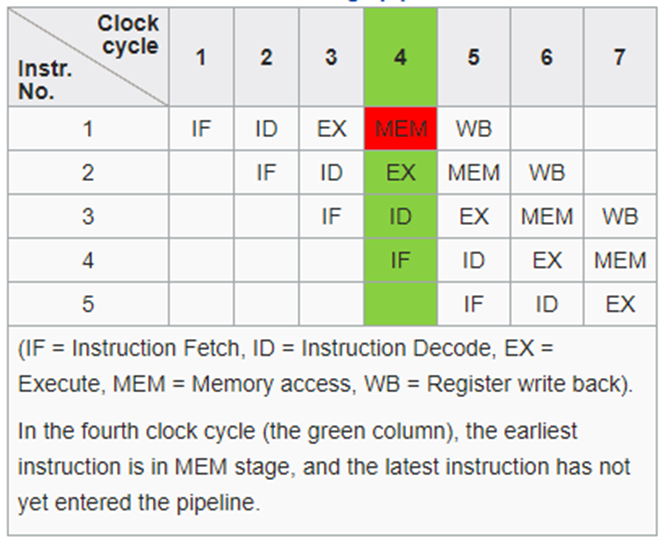 Clock
cycle
Instr.
No.
1 2 3 4 5 6 7
1 IF ID EX MEM WB
2 IF ID EX MEM WB
3 IF ID EX MEM WB
4 IF ID EX MEM
5 IF ID EX
(IF = Instruction Fetch, ID = Instruction Decode, EX =
Execute, MEM = Memory access, WB = Register write back).
In the fourth clock cycle (the green column), the earliest
instruction is in MEM stage, and the latest instruction has not
yet entered the pipeline.